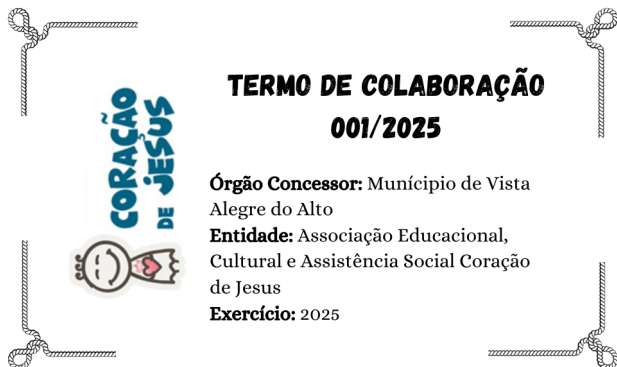 CORAÇÃO
DE JESUS
TERMO DE COLABORAÇÃO
001/2025
Órgão Concessor: Munícipio de Vista
Alegre do Alto
Entidade: Associação Educacional,
Cultural e Assistência Social Coração
de Jesus
Exercício: 2025